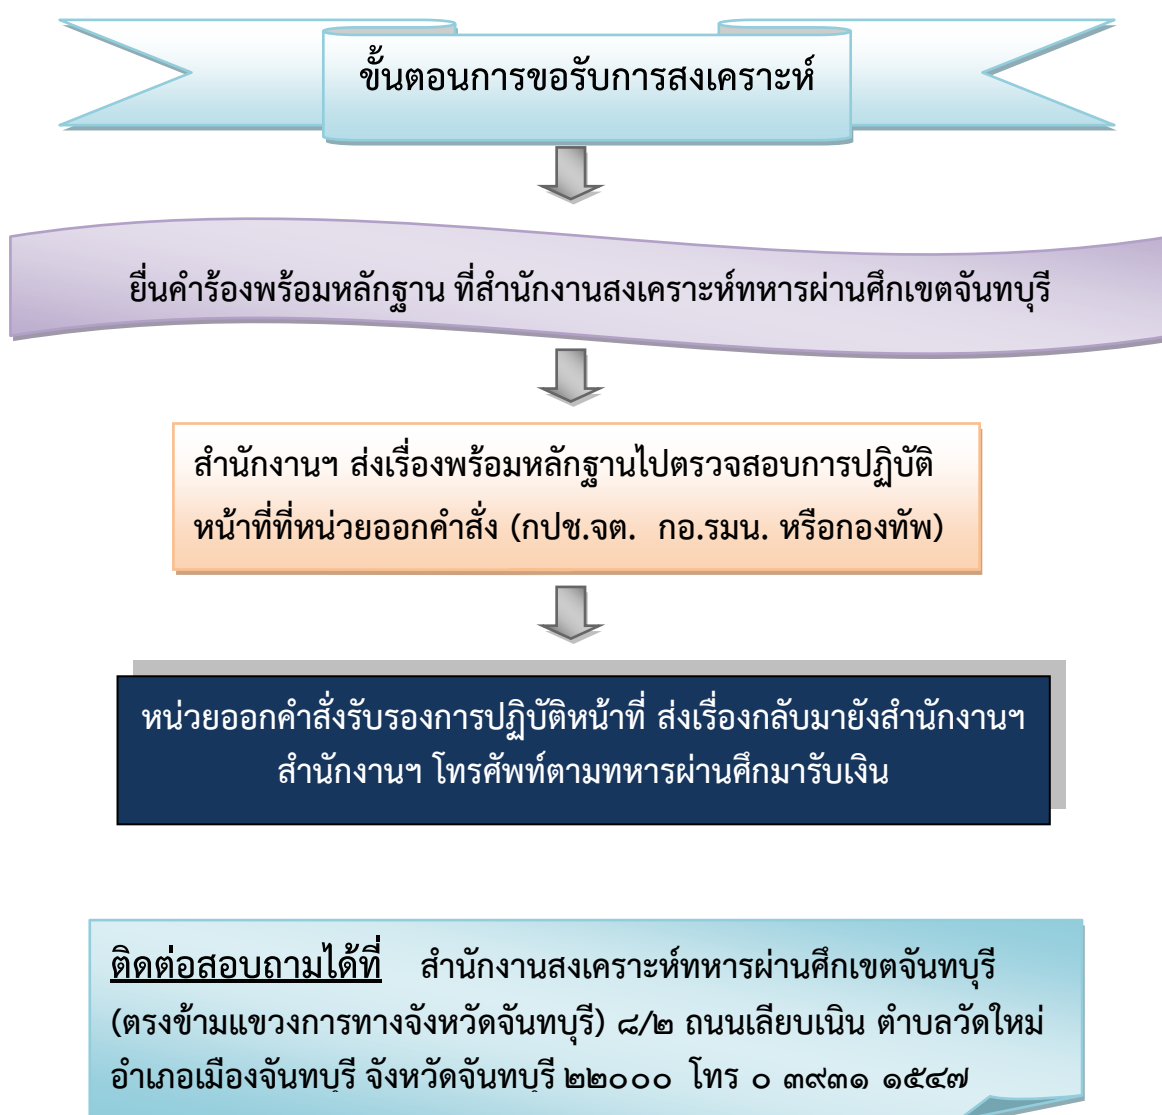 ขั้นตอนการขอรับการสงเคราะห์
ยื่นคำร้องพร้อมหลักฐาน ที่สำนักงานสงเคราะห์ทหารผ่านศึกเขตจันทบุรี
สำนักงานฯ ส่งเรื่องพร้อมหลักฐานไปตรวจสอบการปฏิบัติ
หน้าที่ที่หน่วยออกคำสั่ง (กปช.จต. กอ.รมน. หรือกองทัพ)
หน่วยออกคำสั่งรับรองการปฏิบัติหน้าที่ ส่งเรื่องกลับมายังสำนักงานฯ
สำนักงานฯ โทรศัพท์ตามทหารผ่านศึกมารับเงิน
ติดต่อสอบถามได้ที่ สำนักงานสงเคราะห์ทหารผ่านศึกเขตจันทบุรี
(ตรงข้ามแขวงการทางจังหวัดจันทบุรี) ๘/๒ ถนนเลียบเนิน ตำบลวัดใหม่
อำเภอเมืองจันทบุรี จังหวัดจันทบุรี ๒๒๐๐๐ โทร ๐ ๓๙๓๑ ๑๕๔๗